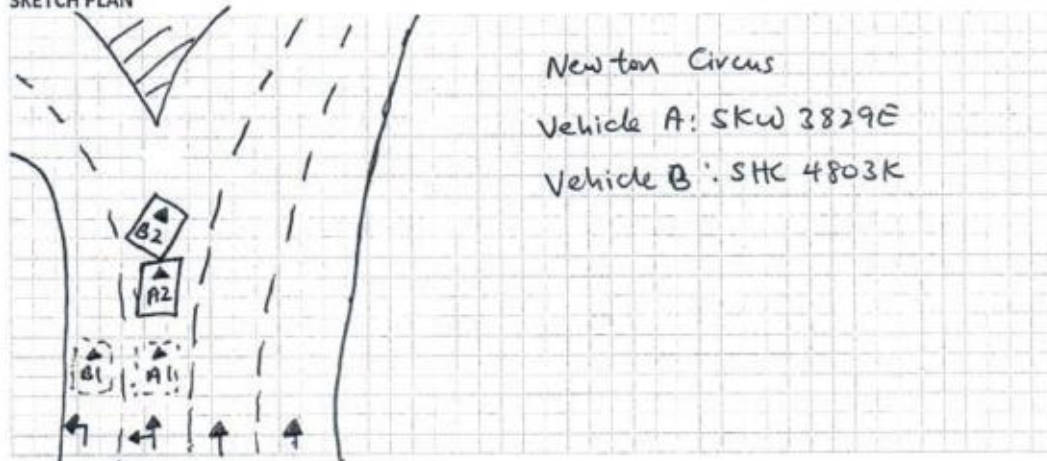 SKETCH PLAN
Newton Circus
Vehicle A: SKW 3829E
Vehicle B: SHC 4803K
B2
A2
B1
A1